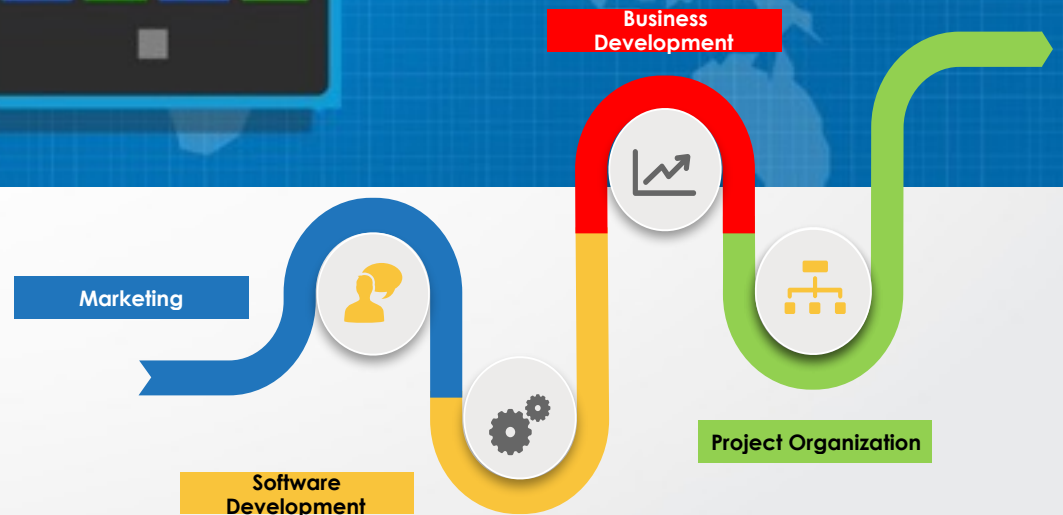 Business
Development
Marketing
Project Organization
Software
Development